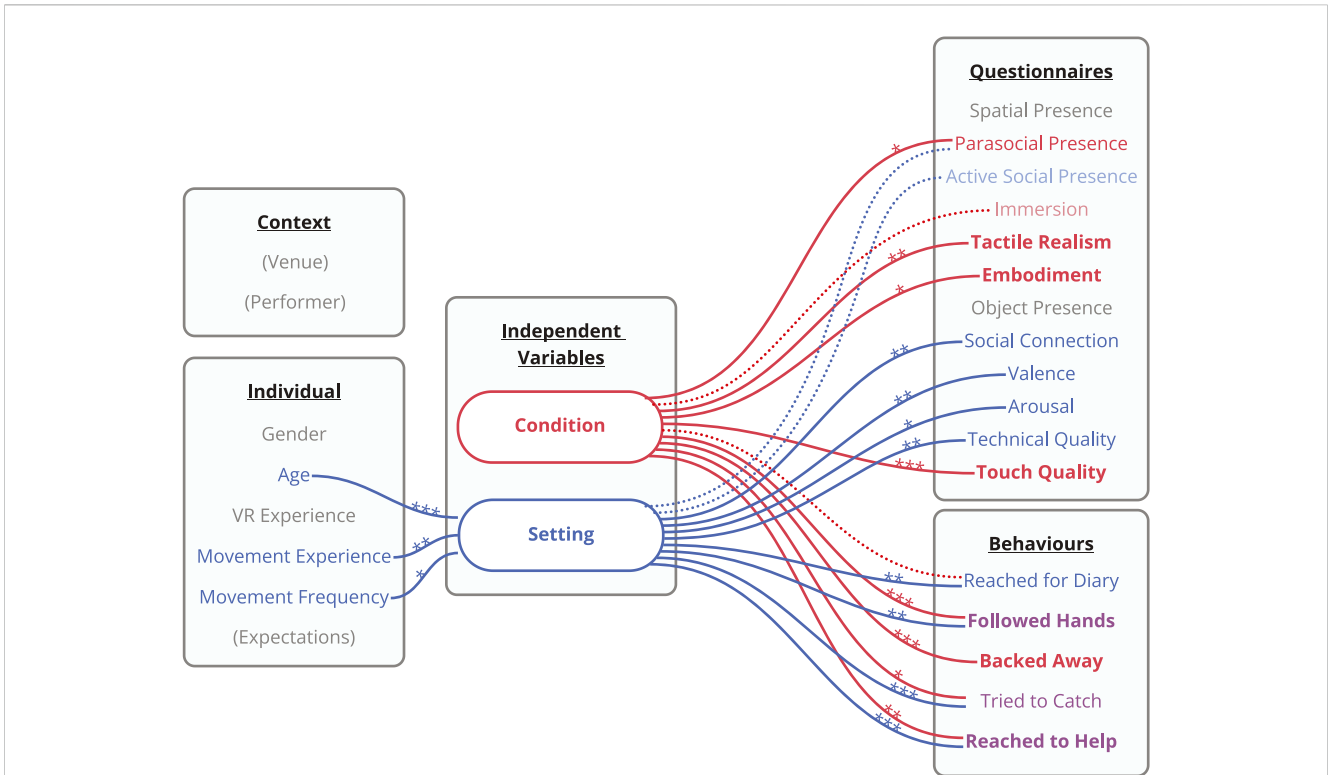 Context
(Venue)
(Performer)
Individual
Gender
Age
VR Experience
Movement Experience
Movement Frequency
(Expectations)
***
**
*
Independent
Variables
Condition
Setting
*
**
*
**
**
*
**
***
**
***
**
***
*
***
**
***
Questionnaires
Spatial Presence
Parasocial Presence
Active Social Presence
Immersion
Tactile Realism
Embodiment
Object Presence
Social Connection
Valence
Arousal
Technical Quality
Touch Quality
Behaviours
Reached for Diary
Followed Hands
Backed Away
Tried to Catch
Reached to Help